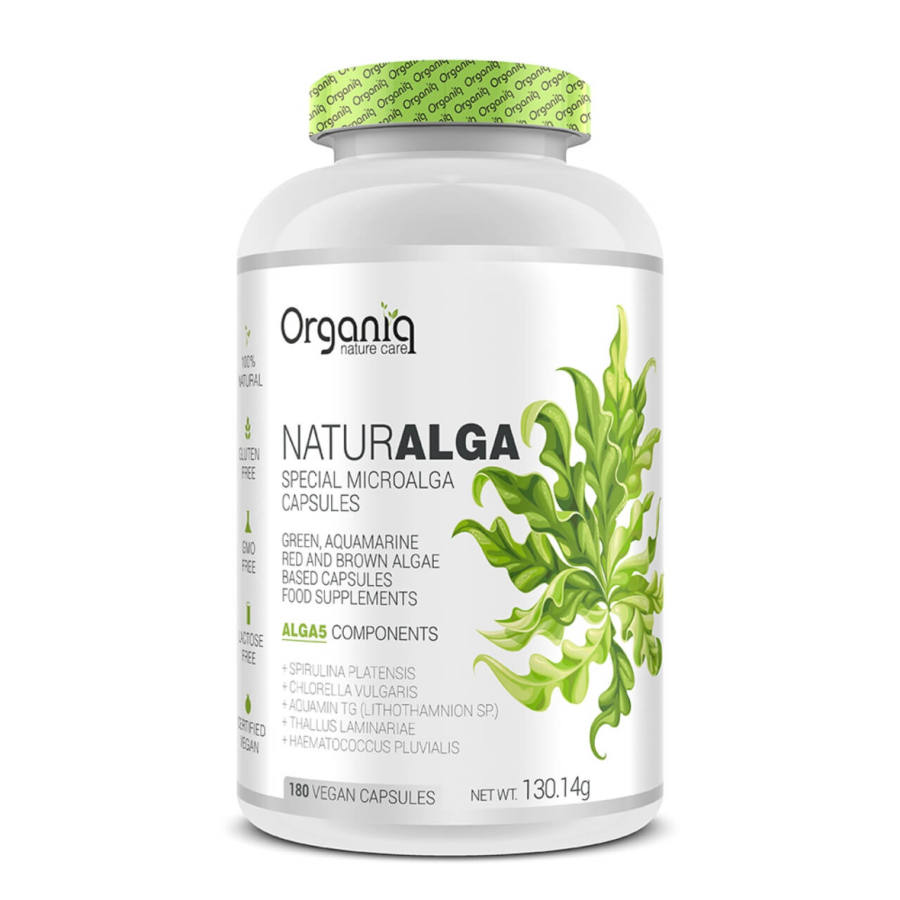 Organiq
nature care
NATURALGA
SPECIAL MICROALGA
CAPSULES
GREEN, AQUAMARINE
RED AND BROWN ALGAE
BASED CAPSULES
FOOD SUPPLEMENTS
ALGA5 COMPONENTS
+ SPIRULINA PLATENSIS
+ CHLORELLA VULGARIS
+ AQUAMIN TG (LITHOTHAMNION SP.)
+ THALLUS LAMINARIAE
+ HAEMATOCOCCUS PLUVIALIS
180 VEGAN CAPSULES
NET WT. 130.14g
100%
NATURAL
GLUTEN
FREE
GMO
FREE
LACTOSE
FREE
CERTIFIED
VEGAN